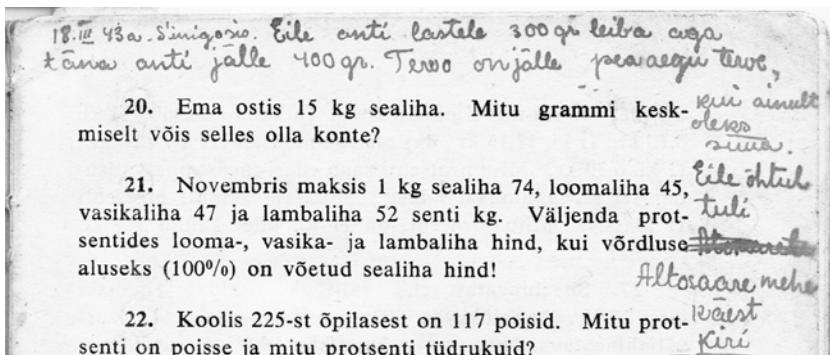 18.III 43a. S'inigosis. Eile anti lastele 300 gr leiba aga
täna anti jälle 400 gr. Terve on jälle peaaegu terve,
kui ainult
oleks
süüa.
20. Ema ostis 15 kg sealiha. Mitu grammi kesk-
miselt võis selles olla konte?
21. Novembris maksis 1 kg sealiha 74, loomaliha 45,
vasikaliha 47 ja lambaliha 52 senti kg. Väljenda prot-
sentides looma-, vasika- ja lambaliha hind, kui võrdluse
aluseks (100%) on võetud sealiha hind!
Eile õhtul
tuli
Altosaare mehe
käest
Kiri
22. Koolis 225-st õpilasest on 117 poisid. Mitu prot-
senti on poisse ja mitu protsenti tüdrukuid?